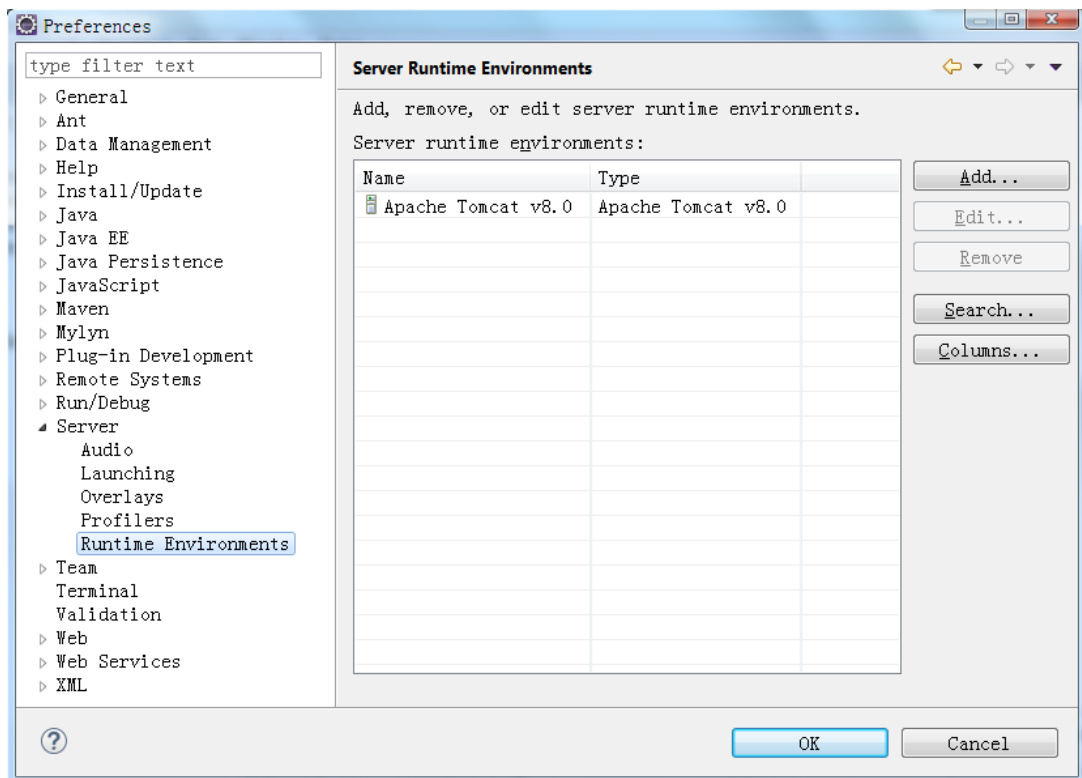 Preferences
type filter text
General
Ant
Data Management
Help
Install/Update
Java
Java EE
Java Persistence
JavaScript
Maven
Mylyn
Plug-in Development
Remote Systems
Run/Debug
Server
Audio
Launching
Overlays
Profilers
Runtime Environments
Team
Terminal
Validation
Web
Web Services
XML
Server Runtime Environments
Add, remove, or edit server runtime environments.
Server runtime environments:
Name Type
Apache Tomcat v8.0 Apache Tomcat v8.0
Add...
Edit...
Remove
Search...
Columns...
?
OK Cancel